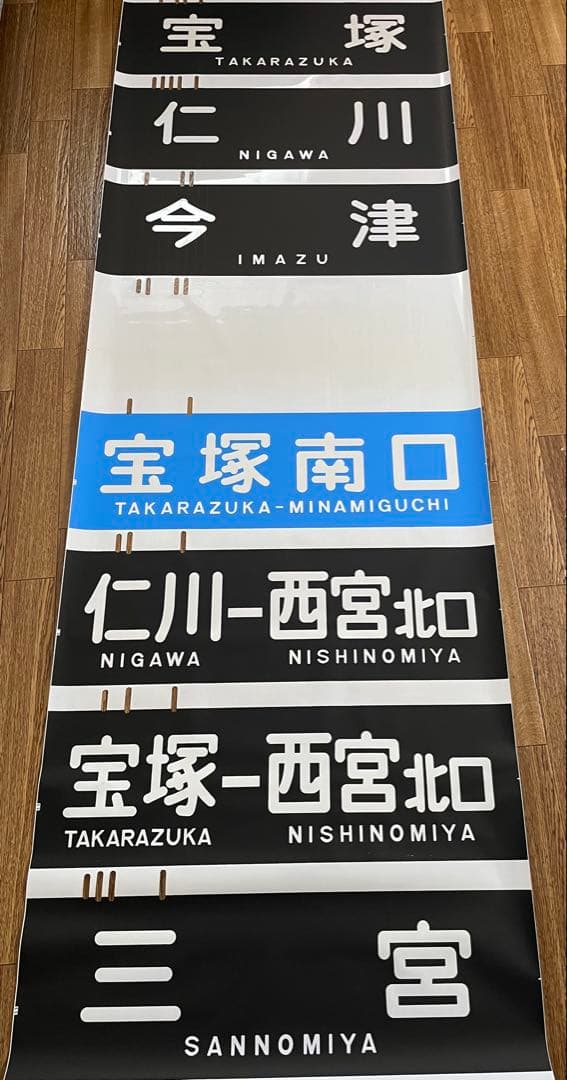 宝塚
TAKARAZUKA
仁川
NIGAWA
今津
IMAZU
宝塚南口
TAKARAZUKA-MINAMIGUCHI
仁川ー西宮北口
NIGAWA NISHINOMIYA
宝塚ー西宮北口
TAKARAZUKA NISHINOMIYA
三宮
SANNOMIYA